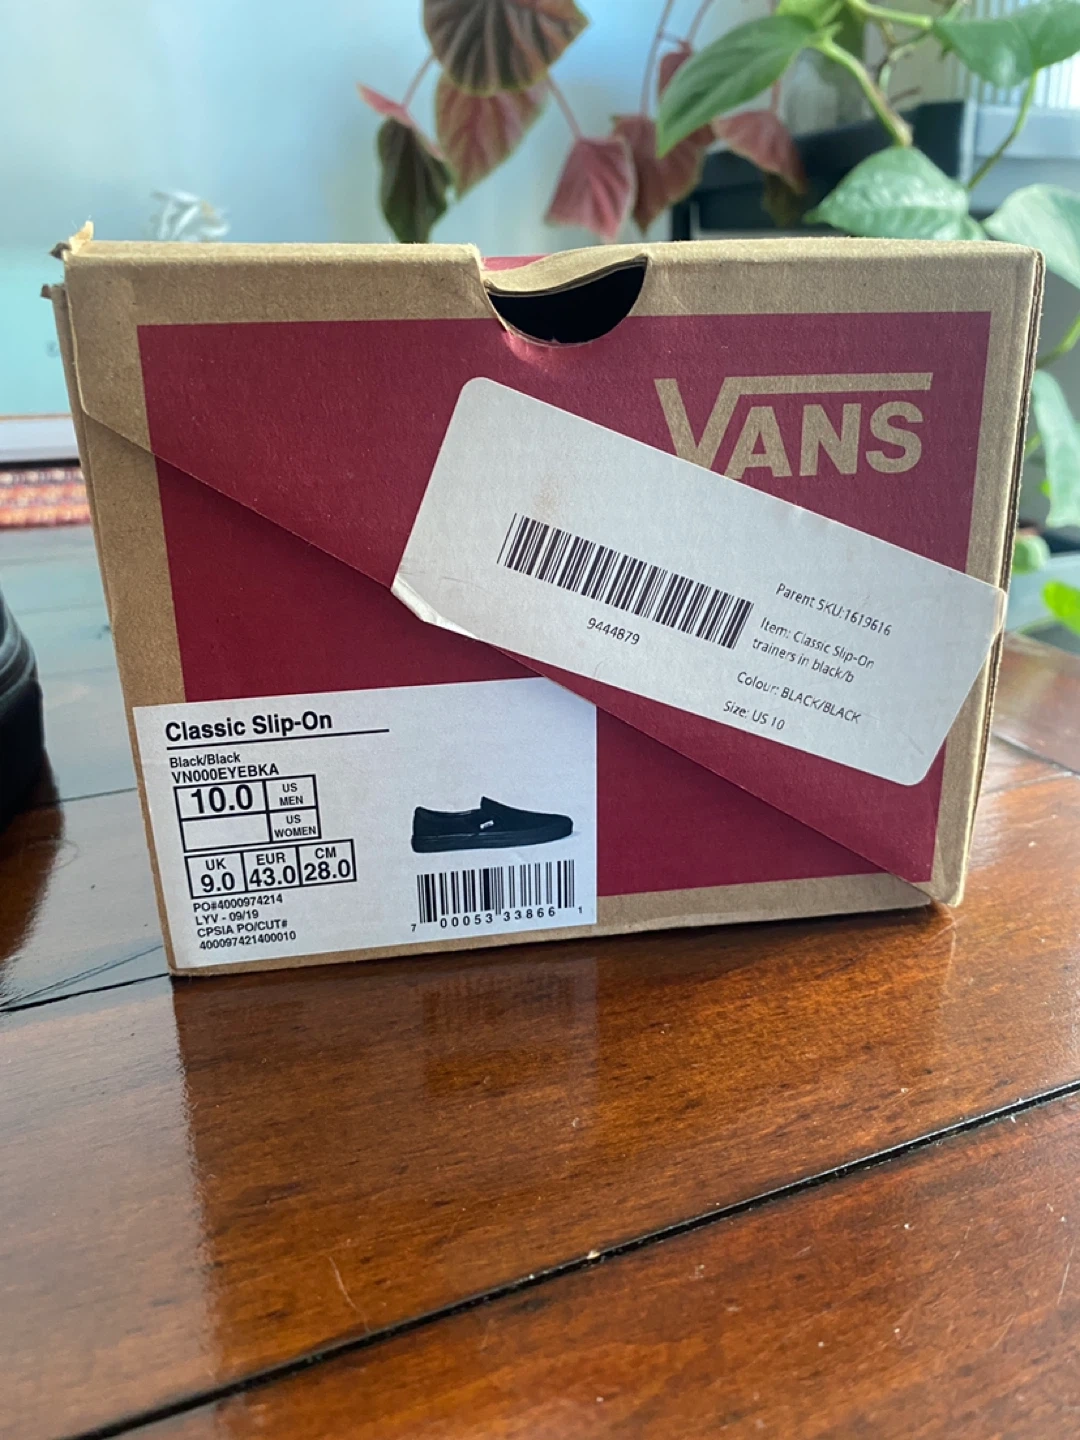 VANS
Parent SKU:1619616
Item: Classic Slip-On
trainers in black/b
Colour: BLACK/BLACK
Size: US 10
9444879
Classic Slip-On
Black/Black
VN000EYEBKA
10.0 US MEN
US WOMEN
UK 9.0 EUR 43.0 CM 28.0
PO#4000974214
LYV - 09/19
CPSIA PO/CUT#
400097421400010
7 00053 33866 1